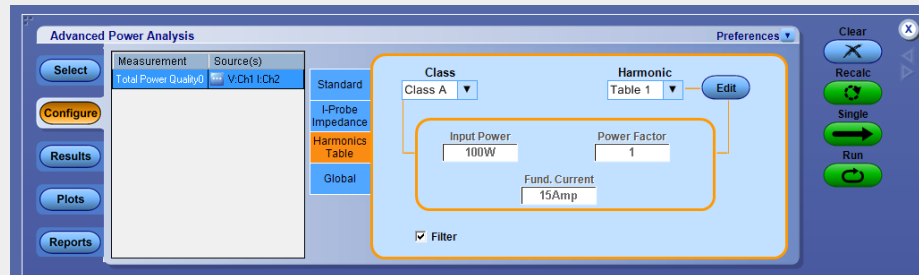 Advanced Power Analysis
Preferences
Clear
X
Select
Measurement Source(s)
Total Power Quality0 V:Ch1 I:Ch2
Standard
Class
Harmonic
Class A
Table 1
Edit
Recalc
Configure
I-Probe
Impedance
Single
Input Power
Power Factor
100W
1
Results
Harmonics
Table
Run
Global
Fund. Current
15Amp
Plots
Reports
Filter